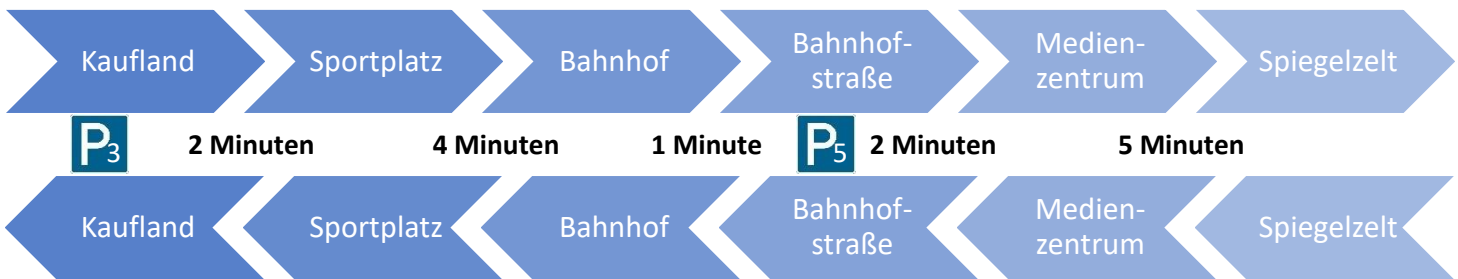 Kaufland Sportplatz Bahnhof Bahnhof-
straße Medien-
zentrum Spiegelzelt
P3 2 Minuten 4 Minuten 1 Minute P5 2 Minuten 5 Minuten
Kaufland Sportplatz Bahnhof Bahnhof-
straße Medien-
zentrum Spiegelzelt